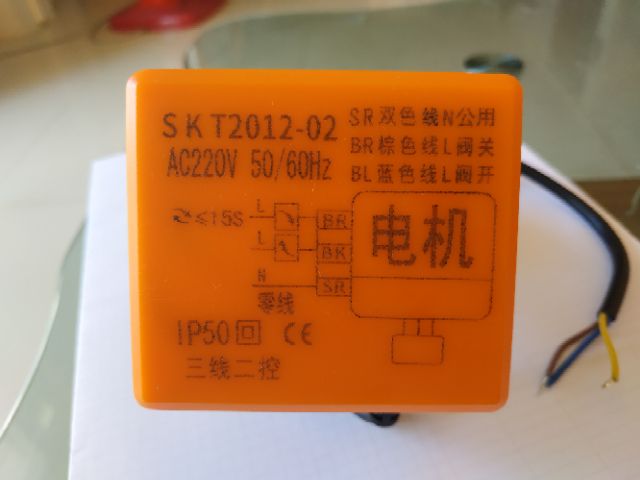 SKT2012-02
AC220V 50/60Hz
SR双色线N公用
BR棕色线L阀关
BL蓝色线L阀开
≤15S
L
BR
L
BK
N
SR
零线
电机
IP50 CE
三线二控